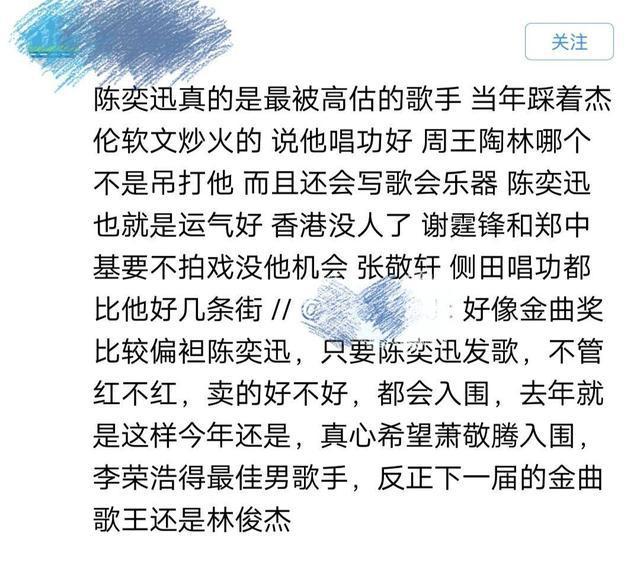 关注
陈奕迅真的是最被高估的歌手 当年踩着杰
伦软文炒火的 说他唱功好 周王陶林哪个
不是吊打他 而且还会写歌会乐器 陈奕迅
也就是运气好 香港没人了 谢霆锋和郑中
基要不拍戏没他机会 张敬轩 侧田唱功都
比他好几条街 // @ : 好像金曲奖
比较偏袒陈奕迅，只要陈奕迅发歌，不管
红不红，卖的好不好，都会入围，去年就
是这样今年还是，真心希望萧敬腾入围，
李荣浩得最佳男歌手，反正下一届的金曲
歌王还是林俊杰